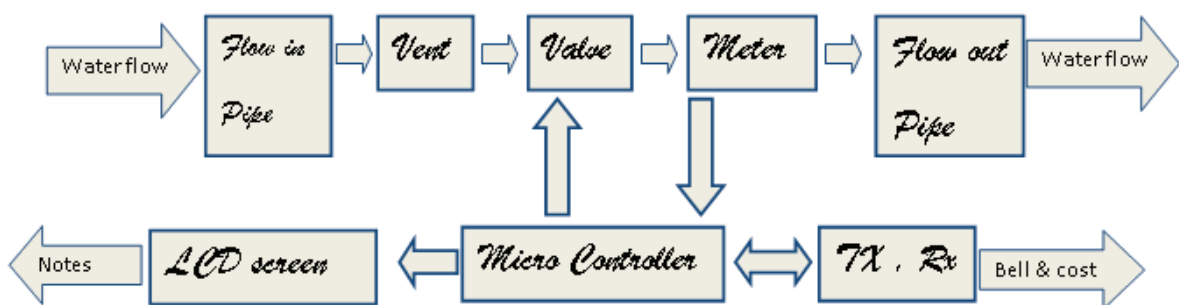 Waterflow
Flow in
Pipe
Vent
Valve
Meter
Flow out
Pipe
Waterflow
Notes
LCD screen
Micro Controller
TX , Rx
Bell & cost